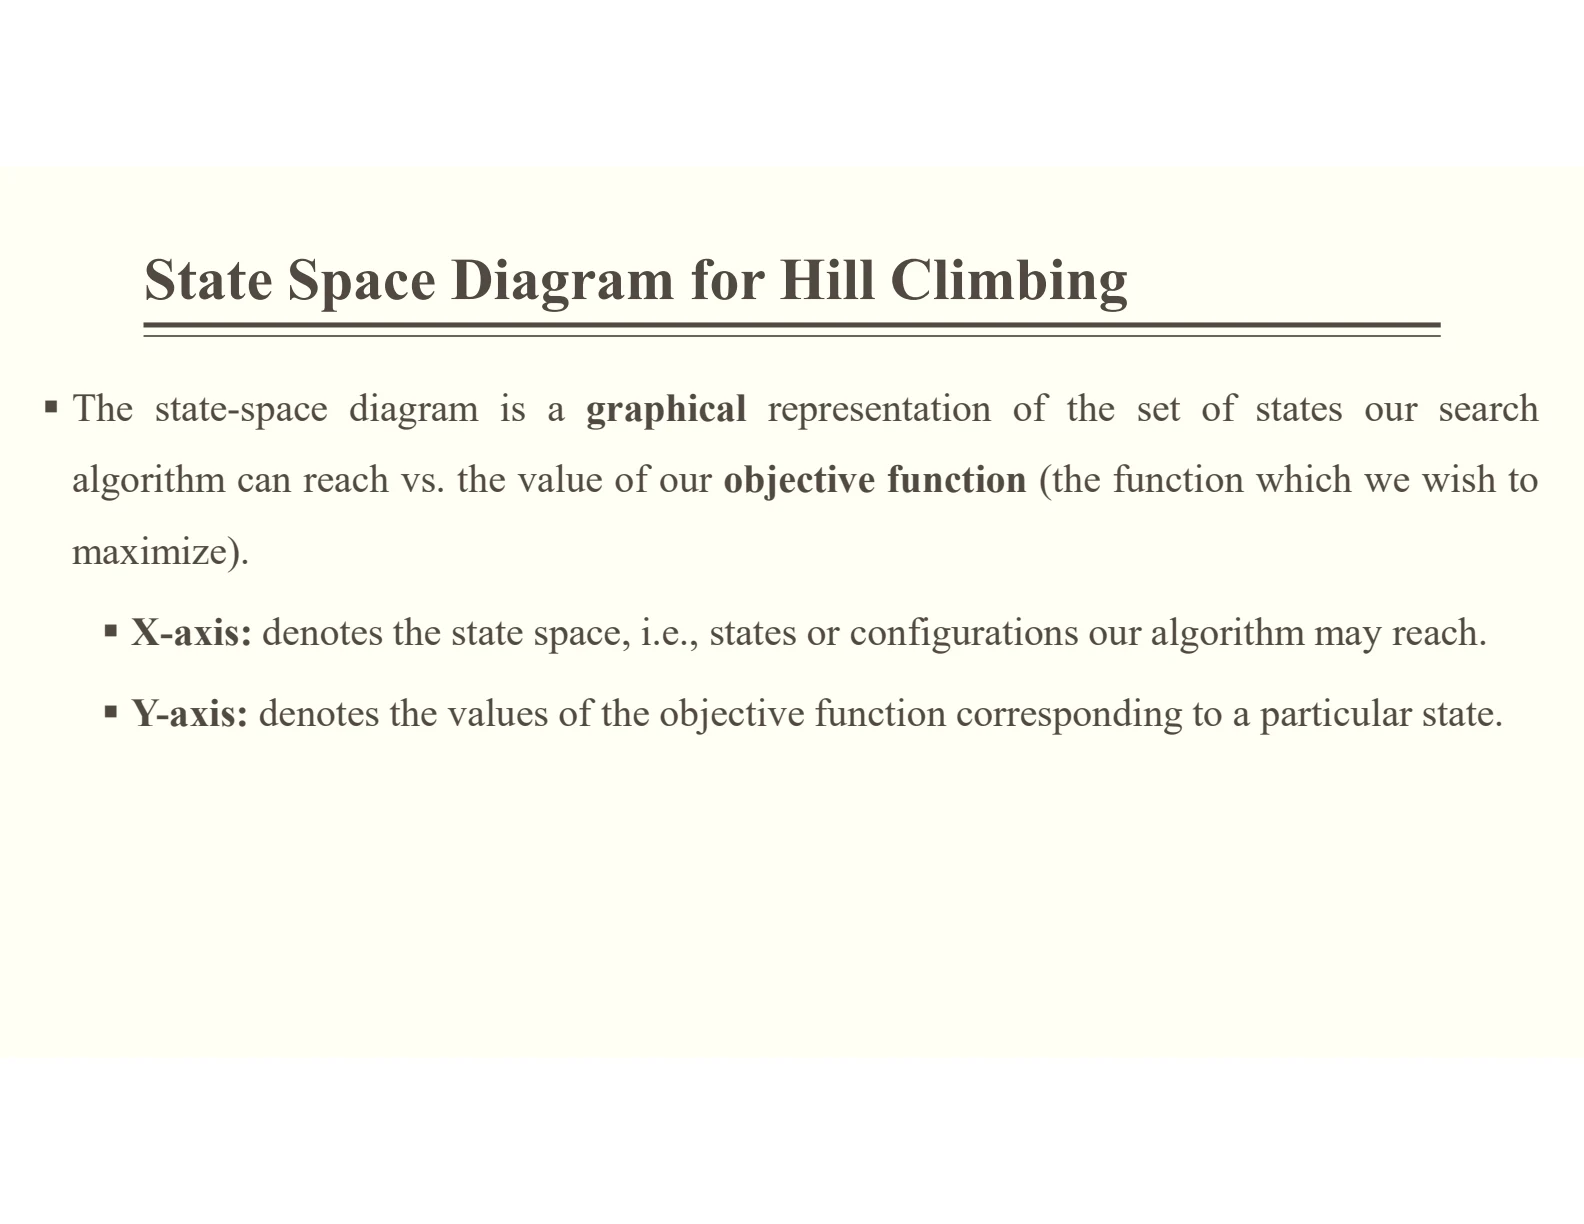 State Space Diagram for Hill Climbing
▪ The state-space diagram is a graphical representation of the set of states our search
algorithm can reach vs. the value of our objective function (the function which we wish to
maximize).
▪ X-axis: denotes the state space, i.e., states or configurations our algorithm may reach.
▪ Y-axis: denotes the values of the objective function corresponding to a particular state.